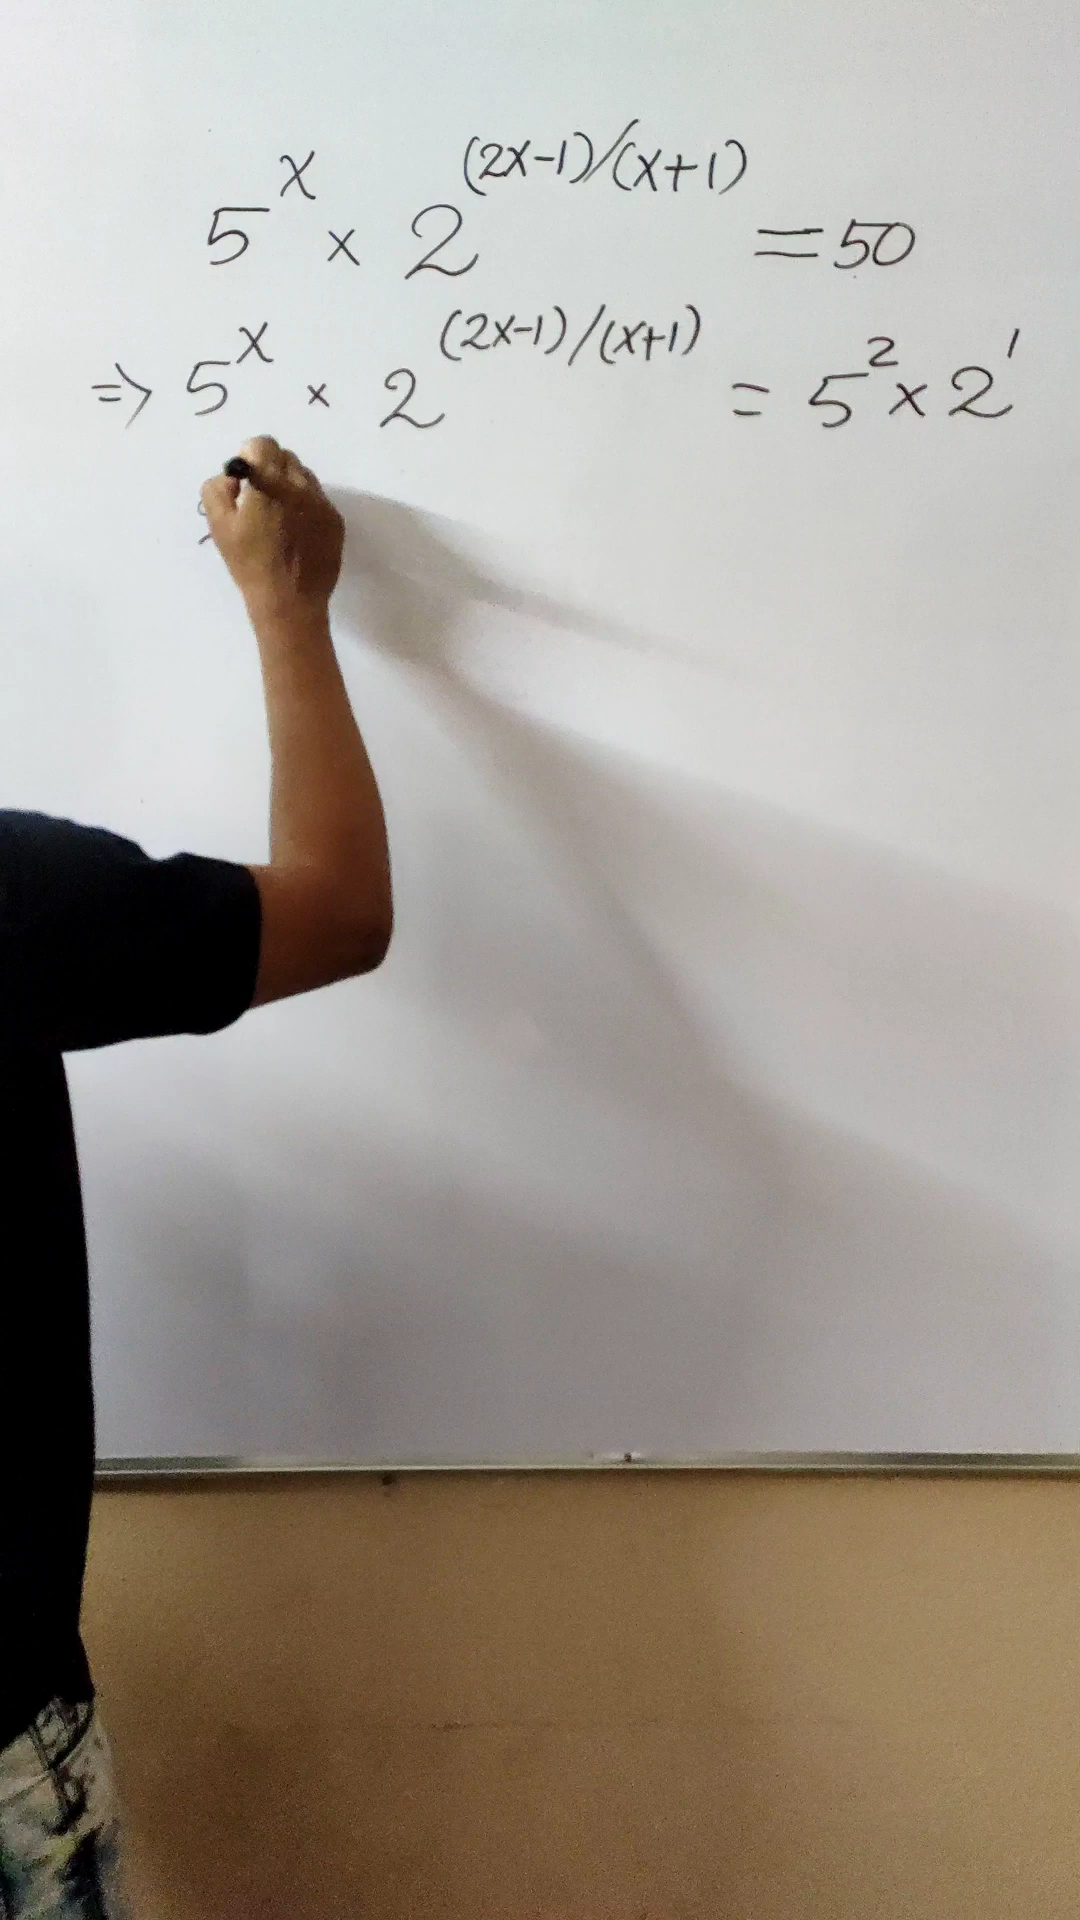 5^x × 2^(2x-1)/(x+1) = 50
=> 5^x × 2^(2x-1)/(x+1) = 5^2 × 2^1